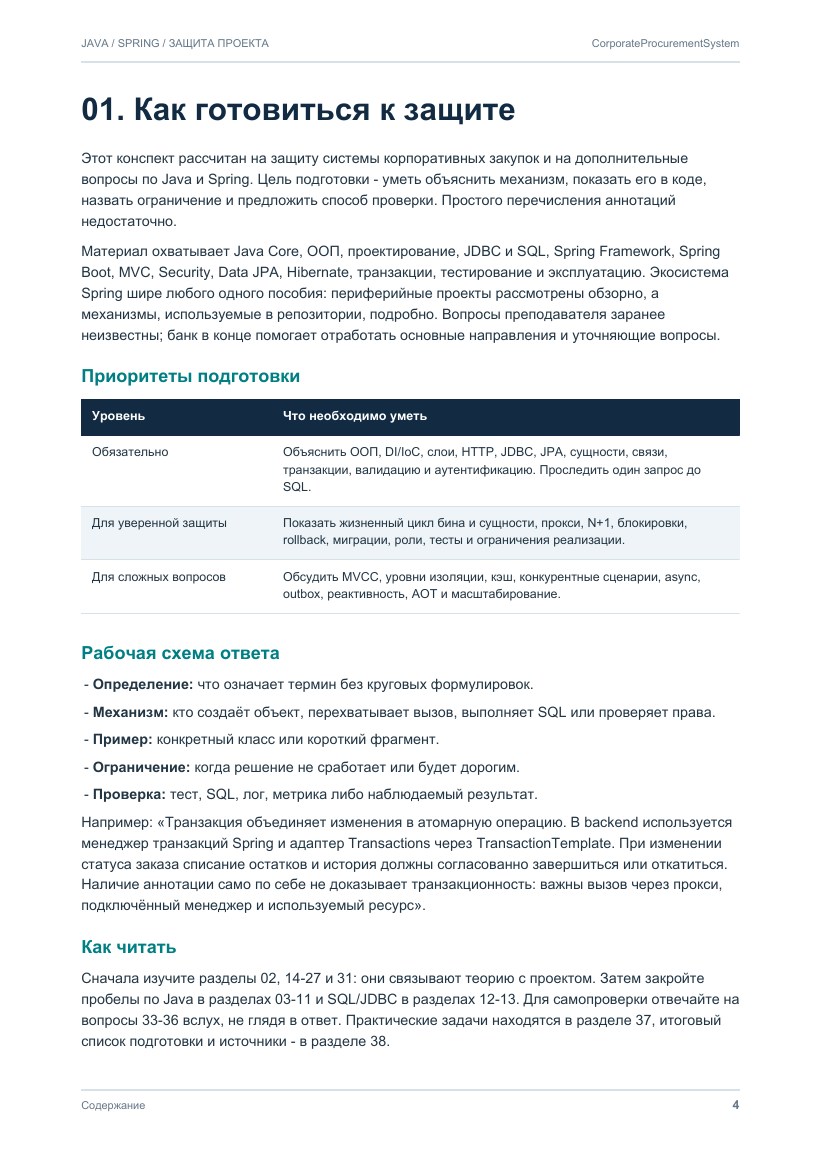 JAVA / SPRING / ЗАЩИТА ПРОЕКТА
CorporateProcurementSystem
01. Как готовиться к защите
Этот конспект рассчитан на защиту системы корпоративных закупок и на дополнительные
вопросы по Java и Spring. Цель подготовки - уметь объяснить механизм, показать его в коде,
назвать ограничение и предложить способ проверки. Простого перечисления аннотаций
недостаточно.
Материал охватывает Java Core, ООП, проектирование, JDBC и SQL, Spring Framework, Spring
Boot, MVC, Security, Data JPA, Hibernate, транзакции, тестирование и эксплуатацию. Экосистема
Spring шире любого одного пособия: периферийные проекты рассмотрены обзорно, а
механизмы, используемые в репозитории, подробно. Вопросы преподавателя заранее
неизвестны; банк в конце помогает отработать основные направления и уточняющие вопросы.
Приоритеты подготовки
Уровень
Что необходимо уметь
Обязательно
Объяснить ООП, DI/IoC, слои, HTTP, JDBC, JPA, сущности, связи,
транзакции, валидацию и аутентификацию. Проследить один запрос до
SQL.
Для уверенной защиты
Показать жизненный цикл бина и сущности, прокси, N+1, блокировки,
rollback, миграции, роли, тесты и ограничения реализации.
Для сложных вопросов
Обсудить MVCC, уровни изоляции, кэш, конкурентные сценарии, async,
outbox, реактивность, AOT и масштабирование.
Рабочая схема ответа
- Определение: что означает термин без круговых формулировок.
- Механизм: кто создаёт объект, перехватывает вызов, выполняет SQL или проверяет права.
- Пример: конкретный класс или короткий фрагмент.
- Ограничение: когда решение не сработает или будет дорогим.
- Проверка: тест, SQL, лог, метрика либо наблюдаемый результат.
Например: «Транзакция объединяет изменения в атомарную операцию. В backend используется
менеджер транзакций Spring и адаптер Transactions через TransactionTemplate. При изменении
статуса заказа списание остатков и история должны согласованно завершиться или откатиться.
Наличие аннотации само по себе не доказывает транзакционность: важны вызов через прокси,
подключённый менеджер и используемый ресурс».
Как читать
Сначала изучите разделы 02, 14-27 и 31: они связывают теорию с проектом. Затем закройте
пробелы по Java в разделах 03-11 и SQL/JDBC в разделах 12-13. Для самопроверки отвечайте на
вопросы 33-36 вслух, не глядя в ответ. Практические задачи находятся в разделе 37, итоговый
список подготовки и источники - в разделе 38.
Содержание
4